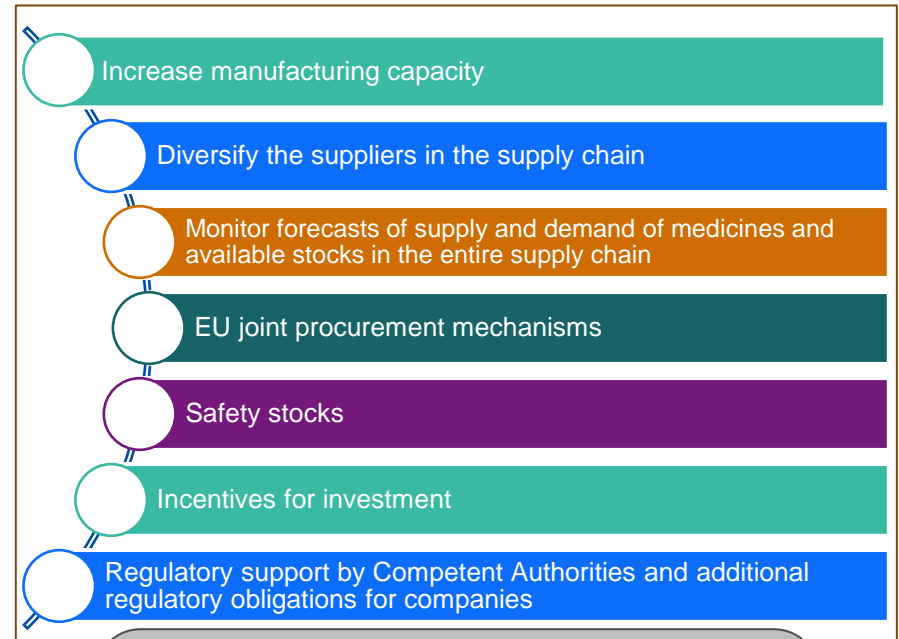 Increase manufacturing capacity
Diversify the suppliers in the supply chain
Monitor forecasts of supply and demand of medicines and
available stocks in the entire supply chain
EU joint procurement mechanisms
Safety stocks
Incentives for investment
Regulatory support by Competent Authorities and additional
regulatory obligations for companies